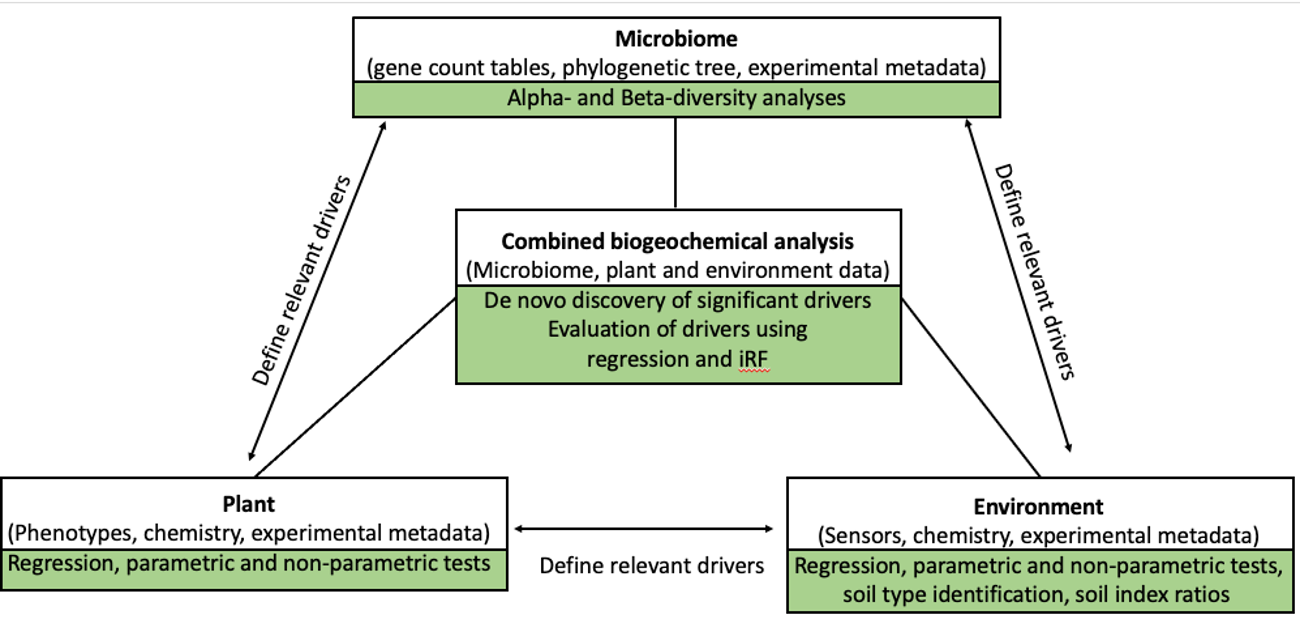 Microbiome
(gene count tables, phylogenetic tree, experimental metadata)
Alpha- and Beta-diversity analyses
Define relevant drivers
Define relevant drivers
Combined biogeochemical analysis
(Microbiome, plant and environment data)
De novo discovery of significant drivers
Evaluation of drivers using
regression and iRF
Plant
(Phenotypes, chemistry, experimental metadata)
Regression, parametric and non-parametric tests
Define relevant drivers
Environment
(Sensors, chemistry, experimental metadata)
Regression, parametric and non-parametric tests,
soil type identification, soil index ratios